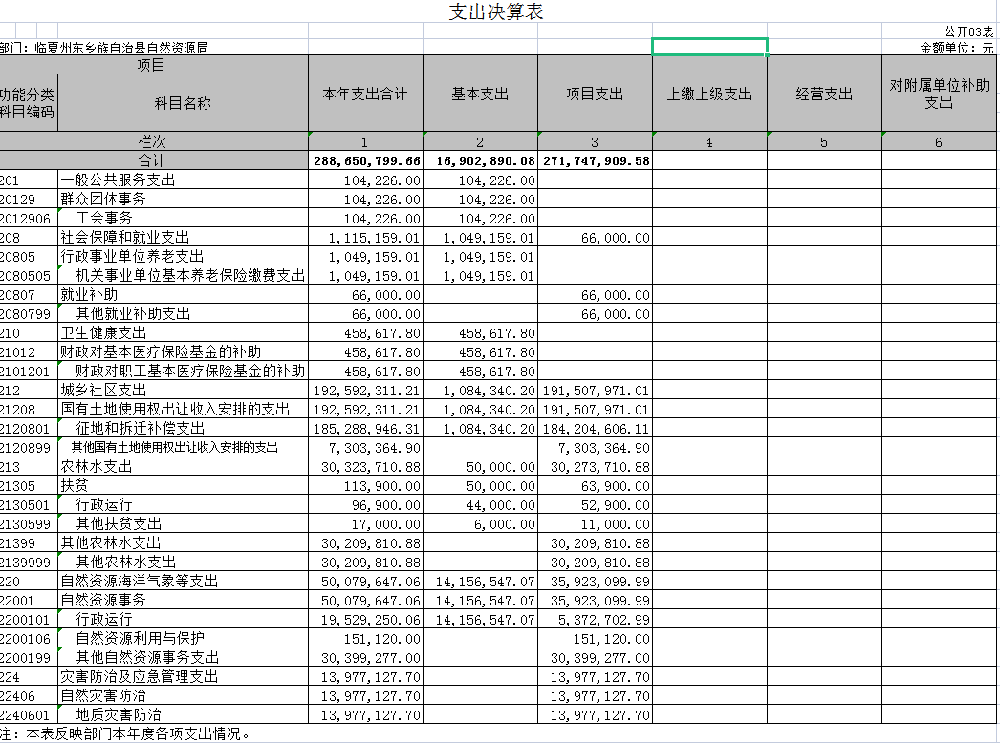 支出决算表
公开03表
部门：临夏州东乡族自治县自然资源局 金额单位：元
项目 本年支出合计 基本支出 项目支出 上缴上级支出 经营支出 对附属单位补助支出
功能分类科目编码 科目名称
栏次 1 2 3 4 5 6
合计 288,650,799.66 16,902,890.08 271,747,909.58
201 一般公共服务支出 104,226.00 104,226.00
20129 群众团体事务 104,226.00 104,226.00
2012906 工会事务 104,226.00 104,226.00
208 社会保障和就业支出 1,115,159.01 1,049,159.01 66,000.00
20805 行政事业单位养老支出 1,049,159.01 1,049,159.01
2080505 机关事业单位基本养老保险缴费支出 1,049,159.01 1,049,159.01
20807 就业补助 66,000.00 66,000.00
2080799 其他就业补助支出 66,000.00 66,000.00
210 卫生健康支出 458,617.80 458,617.80
21012 财政对基本医疗保险基金的补助 458,617.80 458,617.80
2101201 财政对职工基本医疗保险基金的补助 458,617.80 458,617.80
212 城乡社区支出 192,592,311.21 1,084,340.20 191,507,971.01
21208 国有土地使用权出让收入安排的支出 192,592,311.21 1,084,340.20 191,507,971.01
2120801 征地和拆迁补偿支出 185,288,946.31 1,084,340.20 184,204,606.11
2120899 其他国有土地使用权出让收入安排的支出 7,303,364.90 7,303,364.90
213 农林水支出 30,323,710.88 50,000.00 30,273,710.88
21305 扶贫 113,900.00 50,000.00 63,900.00
2130501 行政运行 96,900.00 44,000.00 52,900.00
2130599 其他扶贫支出 17,000.00 6,000.00 11,000.00
21399 其他农林水支出 30,209,810.88 30,209,810.88
2139999 其他农林水支出 30,209,810.88 30,209,810.88
220 自然资源海洋气象等支出 50,079,647.06 14,156,547.07 35,923,099.99
22001 自然资源事务 50,079,647.06 14,156,547.07 35,923,099.99
2200101 行政运行 19,529,250.06 14,156,547.07 5,372,702.99
2200106 自然资源利用与保护 151,120.00 151,120.00
2200199 其他自然资源事务支出 30,399,277.00 30,399,277.00
224 灾害防治及应急管理支出 13,977,127.70 13,977,127.70
22406 自然灾害防治 13,977,127.70 13,977,127.70
2240601 地质灾害防治 13,977,127.70 13,977,127.70
注：本表反映部门本年度各项支出情况。